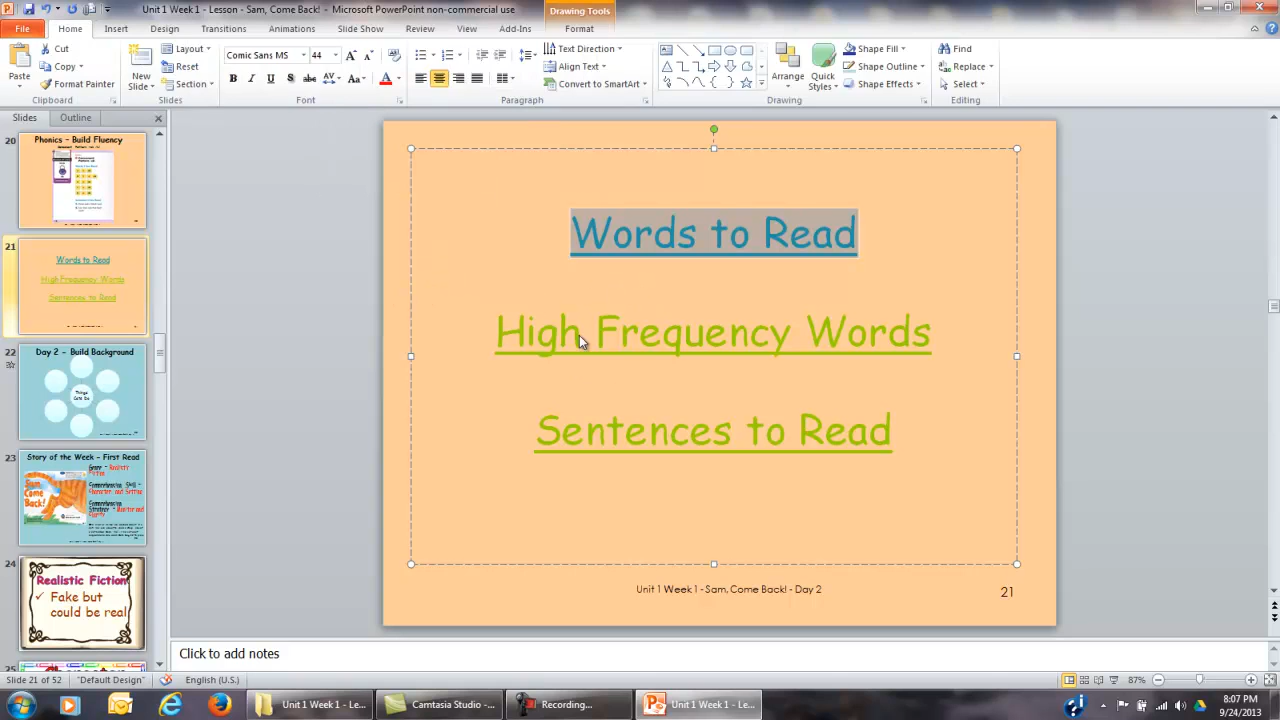 Unit 1 Week 1 - Lesson - Sam, Come Back! - Microsoft PowerPoint non-commercial use
Drawing Tools
File Home Insert Design Transitions Animations Slide Show Review View Add-Ins Format
Paste
Cut
Copy
Format Painter
Clipboard
New Slide
Layout
Reset
Section
Slides
Comic Sans MS 44
Font
Paragraph
Text Direction
Align Text
Convert to SmartArt
Arrange
Quick Styles
Shape Fill
Shape Outline
Shape Effects
Drawing
Find
Replace
Select
Editing
Slides Outline
20
Phonics - Build Fluency
21
Words to Read
High Frequency Words
Sentences to Read
22
Day 2 - Build Background
Things
Cats Do
23
Story of the Week - First Read
Sam,
Come
Back!
24
Realistic Fiction
✓ Fake but
could be real
25
Words to Read
High Frequency Words
Sentences to Read
Unit 1 Week 1 - Sam, Come Back! - Day 2
21
Click to add notes
Slide 21 of 52 "Default Design" English (U.S.) 87%
Unit 1 Week 1 - Le...
Camtasia Studio -...
Recording...
Unit 1 Week 1 - Le...
8:07 PM
9/24/2013